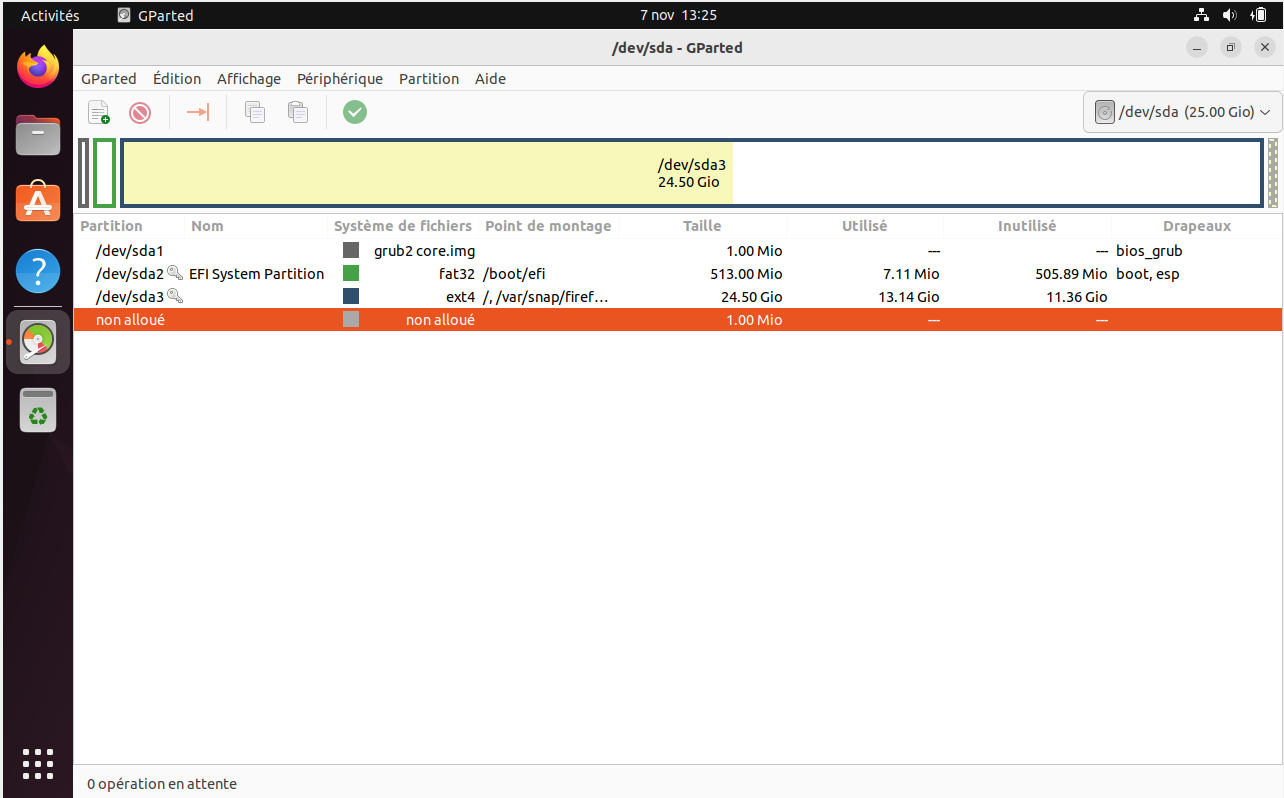 Activités GParted 7 nov 13:25
/dev/sda - GParted
GParted Édition Affichage Périphérique Partition Aide
/dev/sda (25.00 Gio)
/dev/sda3
24.50 Gio
Partition Nom Système de fichiers Point de montage Taille Utilisé Inutilisé Drapeaux
/dev/sda1 grub2 core.img 1.00 Mio --- --- bios_grub
/dev/sda2 EFI System Partition fat32 /boot/efi 513.00 Mio 7.11 Mio 505.89 Mio boot, esp
/dev/sda3 ext4 /, /var/snap/firef... 24.50 Gio 13.14 Gio 11.36 Gio
non alloué non alloué 1.00 Mio --- ---
0 opération en attente